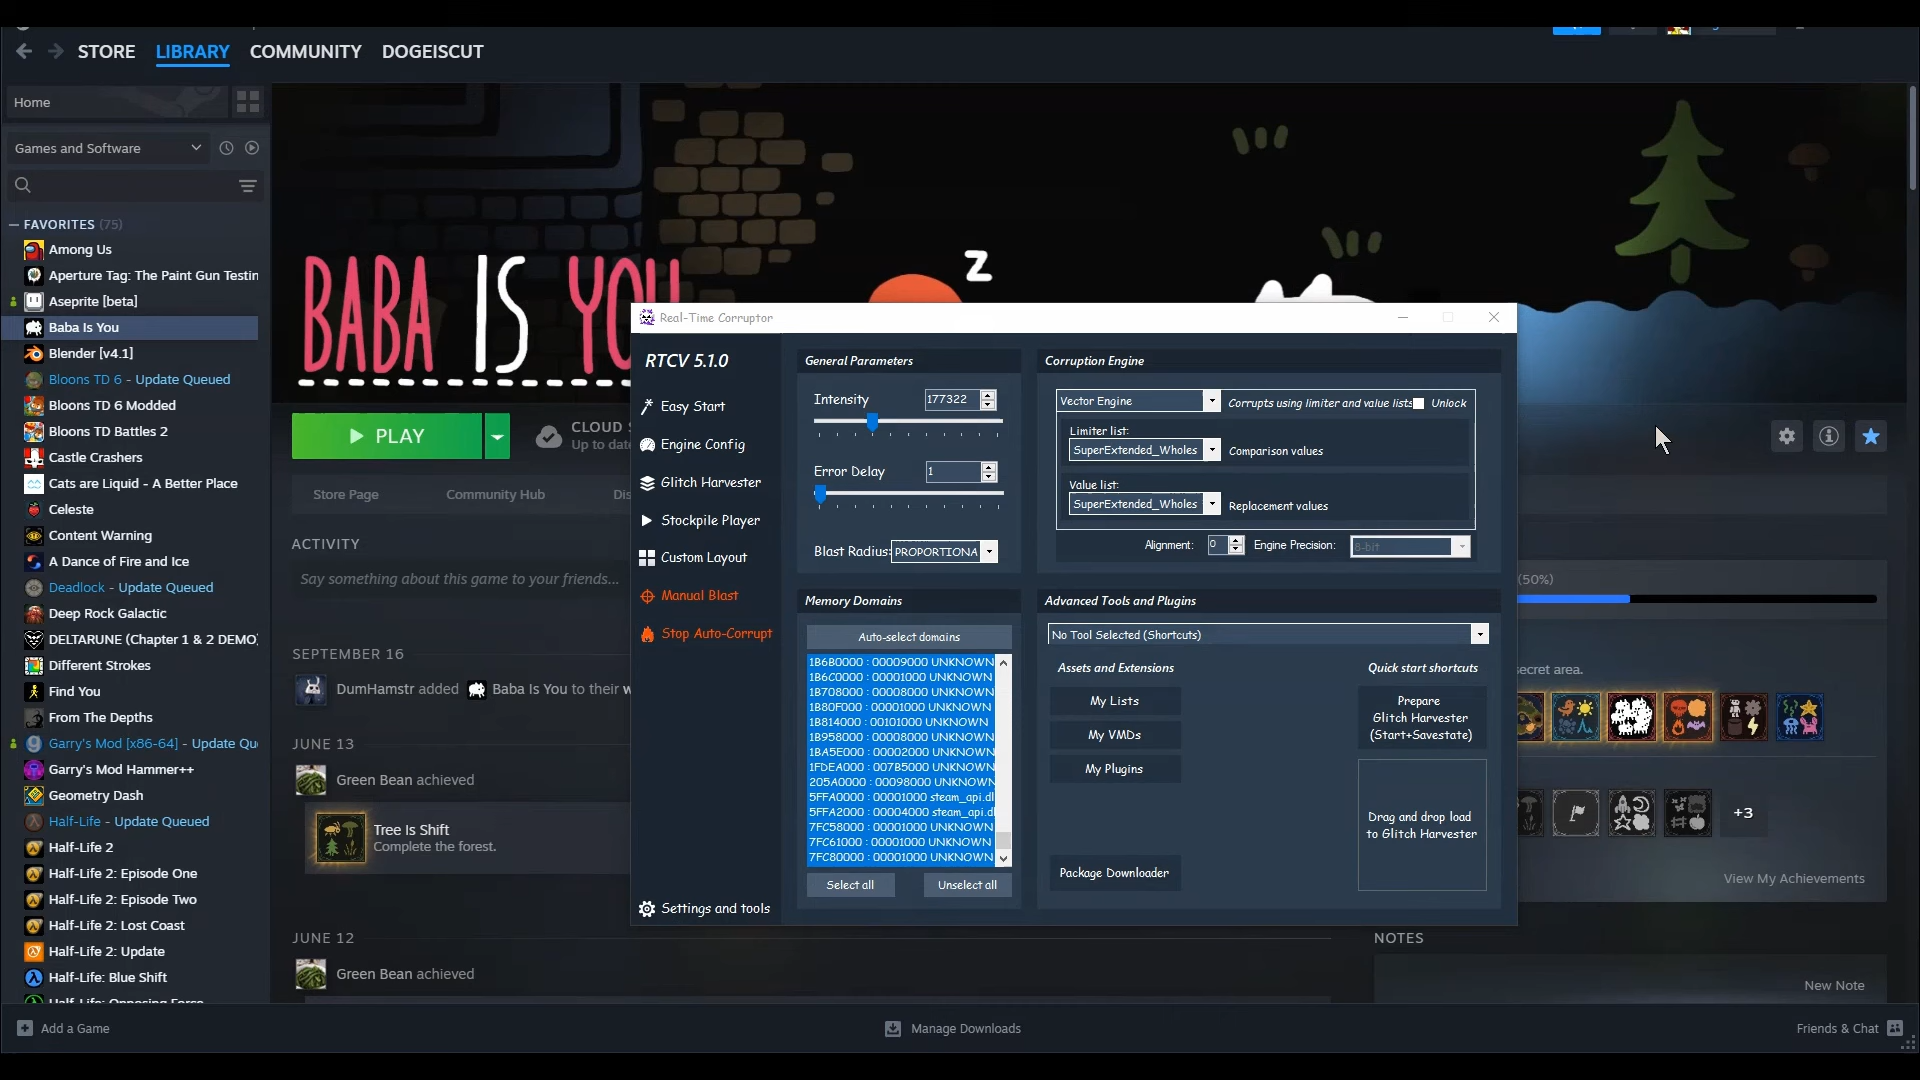 STORE
LIBRARY
COMMUNITY
DOGEISCUT
Home
Games and Software
FAVORITES (75)
Among Us
Aperture Tag: The Paint Gun Testin
Aseprite [beta]
Baba Is You
Blender [v4.1]
Bloons TD 6 - Update Queued
Bloons TD 6 Modded
Bloons TD Battles 2
Castle Crashers
Cats are Liquid - A Better Place
Celeste
Content Warning
A Dance of Fire and Ice
Deadlock - Update Queued
Deep Rock Galactic
DELTARUNE (Chapter 1 & 2 DEMO)
Different Strokes
Find You
From The Depths
Garry's Mod [x86-64] - Update Qu
Garry's Mod Hammer++
Geometry Dash
Half-Life - Update Queued
Half-Life 2
Half-Life 2: Episode One
Half-Life 2: Episode Two
Half-Life 2: Lost Coast
Half-Life 2: Update
Half-Life: Blue Shift
Half-Life: Opposing Force
Add a Game
BABA IS YOU
Z
PLAY
CLOUD S
Up to date
Store Page
Community Hub
Dis
ACTIVITY
Say something about this game to your friends...
SEPTEMBER 16
DumHamstr added Baba Is You to their w
JUNE 13
Green Bean achieved
Tree Is Shift
Complete the forest.
JUNE 12
Green Bean achieved
Real-Time Corruptor
RTCV 5.1.0
Easy Start
Engine Config
Glitch Harvester
Stockpile Player
Custom Layout
Manual Blast
Stop Auto-Corrupt
Settings and tools
General Parameters
Intensity
177322
Error Delay
1
Blast Radius:
PROPORTIONA
Memory Domains
Auto-select domains
1B6B0000 : 00009000 UNKNOWN
1B6C0000 : 00001000 UNKNOWN
1B708000 : 00008000 UNKNOWN
1B80F000 : 00001000 UNKNOWN
1B814000 : 00101000 UNKNOWN
1B958000 : 00008000 UNKNOWN
1BA5E000 : 00002000 UNKNOWN
1FDEA000 : 007B5000 UNKNOWN
205A0000 : 00098000 UNKNOWN
5FFA0000 : 00001000 steam_api.dl
5FFA2000 : 00004000 steam_api.dl
7FC58000 : 00001000 UNKNOWN
7FC61000 : 00001000 UNKNOWN
7FC80000 : 00001000 UNKNOWN
Select all
Unselect all
Corruption Engine
Vector Engine
Corrupts using limiter and value lists
Unlock
Limiter list:
SuperExtended_Wholes
Comparison values
Value list:
SuperExtended_Wholes
Replacement values
Alignment:
0
Engine Precision:
8-bit
Advanced Tools and Plugins
No Tool Selected (Shortcuts)
Assets and Extensions
My Lists
My VMDs
My Plugins
Package Downloader
Quick start shortcuts
Prepare
Glitch Harvester
(Start+Savestate)
Drag and drop load
to Glitch Harvester
(50%)
secret area.
+3
View My Achievements
NOTES
New Note
Manage Downloads
Friends & Chat